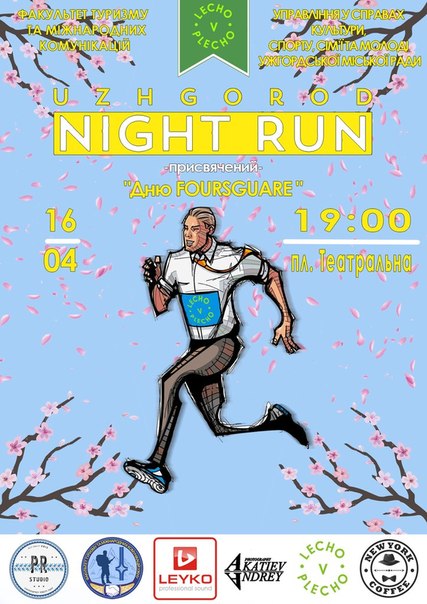 ФАКУЛЬТЕТ ТУРИЗМУ
ТА МІЖНАРОДНИХ
КОМУНІКАЦІЙ
LECHO
V
PLECHO
УПРАВЛІННЯ У СПРАВАХ
КУЛЬТУРИ,
СПОРТУ, СІМ'Ї ТА МОЛОДІ
УЖГОРОДСЬКОЇ МІСЬКОЇ РАДИ
UZHGOROD
NIGHT RUN
-присвячений-
"Дню FOURSGUARE"
16
04
19:00
пл. Театральна
LECHO
V
PLECHO
PR
STUDIO
LEYKO
professional sound
PHOTOGRAPHY
AKATIEV
ANDREY
LECHO
V
PLECHO
NEW YORK
COFFEE